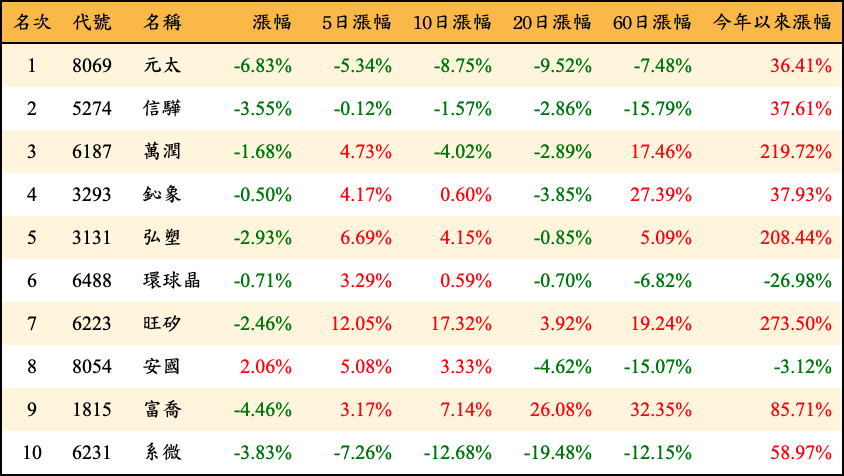 名次 代號 名稱 漲幅 5日漲幅 10日漲幅 20日漲幅 60日漲幅 今年以來漲幅
1 8069 元太 -6.83% -5.34% -8.75% -9.52% -7.48% 36.41%
2 5274 信驊 -3.55% -0.12% -1.57% -2.86% -15.79% 37.61%
3 6187 萬潤 -1.68% 4.73% -4.02% -2.89% 17.46% 219.72%
4 3293 鈊象 -0.50% 4.17% 0.60% -3.85% 27.39% 37.93%
5 3131 弘塑 -2.93% 6.69% 4.15% -0.85% 5.09% 208.44%
6 6488 環球晶 -0.71% 3.29% 0.59% -0.70% -6.82% -26.98%
7 6223 旺矽 -2.46% 12.05% 17.32% 3.92% 19.24% 273.50%
8 8054 安國 2.06% 5.08% 3.33% -4.62% -15.07% -3.12%
9 1815 富喬 -4.46% 3.17% 7.14% 26.08% 32.35% 85.71%
10 6231 系微 -3.83% -7.26% -12.68% -19.48% -12.15% 58.97%